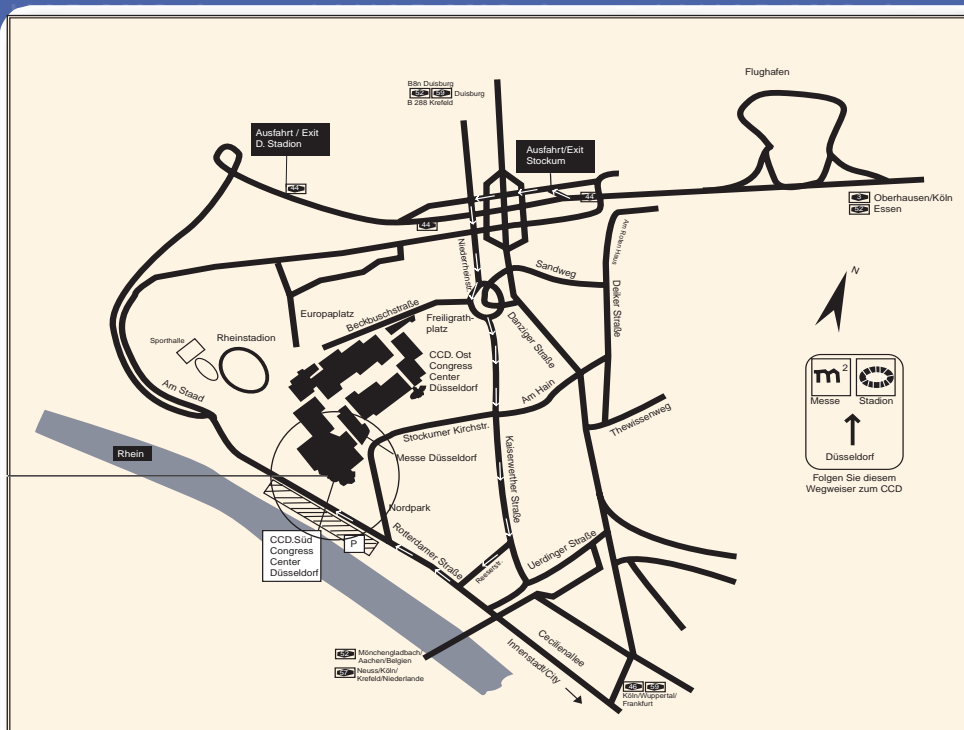 Flughafen
B8n Duisburg
52 59 Duisburg
B 288 Krefeld
Ausfahrt / Exit
D. Stadion
Ausfahrt/Exit
Stockum
44
44
44
3 Oberhausen/Köln
52 Essen
Am Roten Haus
Niederrheinstr.
Sandweg
Deiker Straße
N
Europaplatz
Beckbuschstraße
Freiligrath-
platz
Danziger Straße
Sporthalle
Rheinstadion
CCD. Ost
Congress
Center
Düsseldorf
Am Staad
Am Hain
2
Messe Stadion
Düsseldorf
Folgen Sie diesem
Wegweiser zum CCD
Stockumer Kirchstr.
Thewissenweg
Rhein
Messe Düsseldorf
Kaiserwerther Straße
Nordpark
Rotterdamer Straße
CCD.Süd
Congress
Center
Düsseldorf
P
Reeserstr.
Uerdinger Straße
Cecilienallee
Innenstadt/City
52 Mönchengladbach/
Aachen/Belgien
57 Neuss/Köln/
Krefeld/Niederlande
46 59
Köln/Wuppertal/
Frankfurt